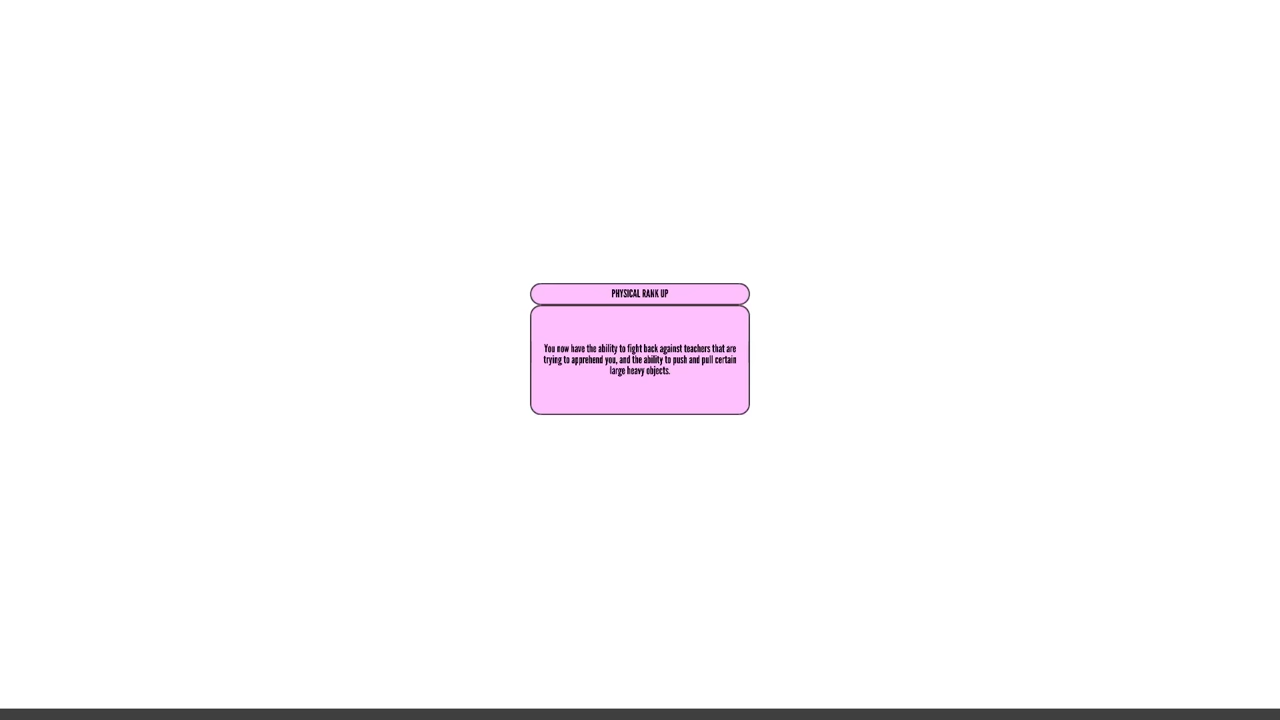 PHYSICAL RANK UP
You now have the ability to fight back against teachers that are
trying to apprehend you, and the ability to push and pull certain
large heavy objects.